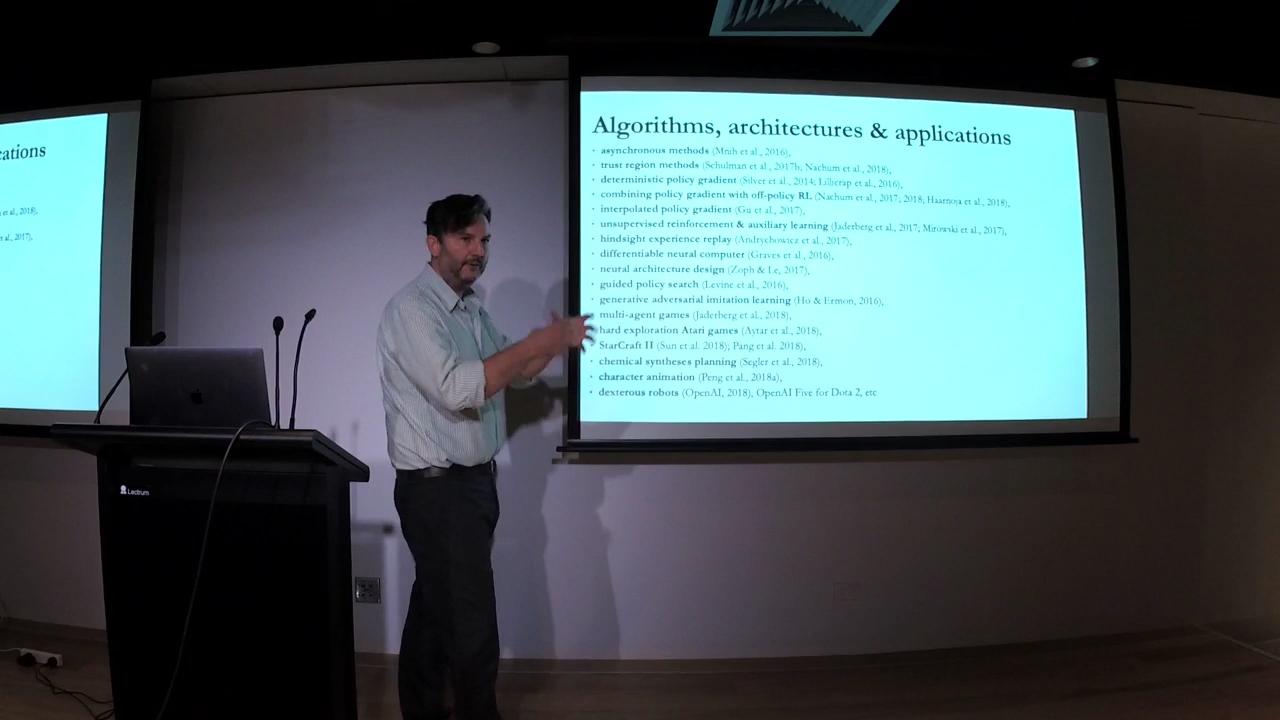 cations
et al., 2018),
et al., 2017),
Algorithms, architectures & applications
• asynchronous methods (Mnih et al., 2016),
• trust region methods (Schulman et al., 2017b; Nachum et al., 2018),
• deterministic policy gradient (Silver et al., 2014; Lillicrap et al., 2016),
• combining policy gradient with off-policy RL (Nachum et al., 2017; 2018; Haarnoja et al., 2018),
• interpolated policy gradient (Gu et al., 2017),
• unsupervised reinforcement & auxiliary learning (Jaderberg et al., 2017; Mirowski et al., 2017),
• hindsight experience replay (Andrychowicz et al., 2017),
• differentiable neural computer (Graves et al., 2016),
• neural architecture design (Zoph & Le, 2017),
• guided policy search (Levine et al., 2016),
• generative adversarial imitation learning (Ho & Ermon, 2016),
• multi-agent games (Jaderberg et al., 2018),
• hard exploration Atari games (Aytar et al., 2018),
• StarCraft II (Sun et al. 2018); Pang et al., 2018),
• chemical syntheses planning (Segler et al., 2018),
• character animation (Peng et al., 2018a),
• dexterous robots (OpenAI, 2018), OpenAI Five for Dota 2, etc
Lectrum